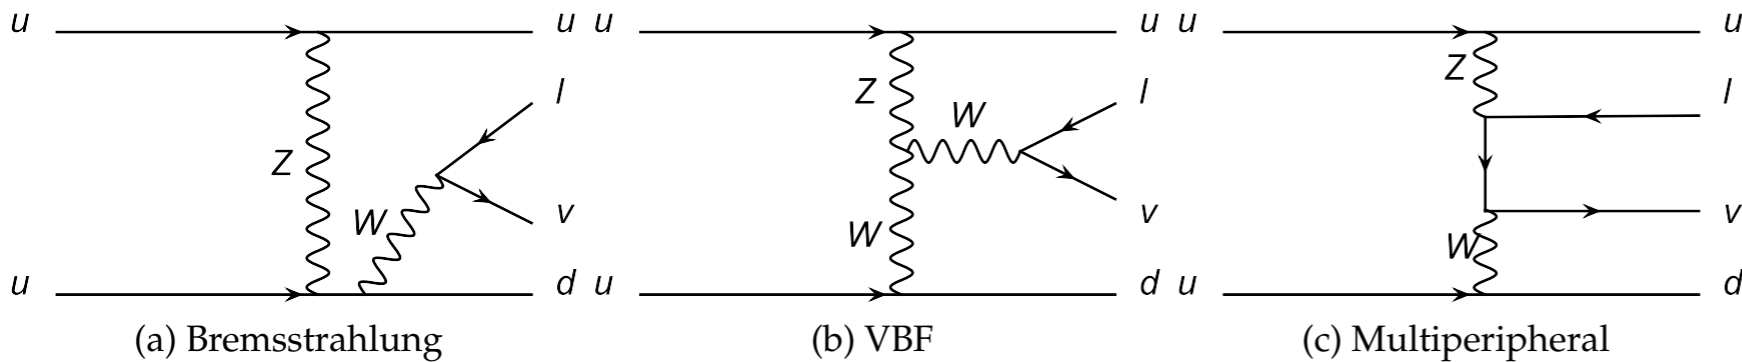 u u u u u u
l l l
Z Z Z
W
Z
v v v
W W W
u d u d u d
(a) Bremsstrahlung (b) VBF (c) Multiperipheral